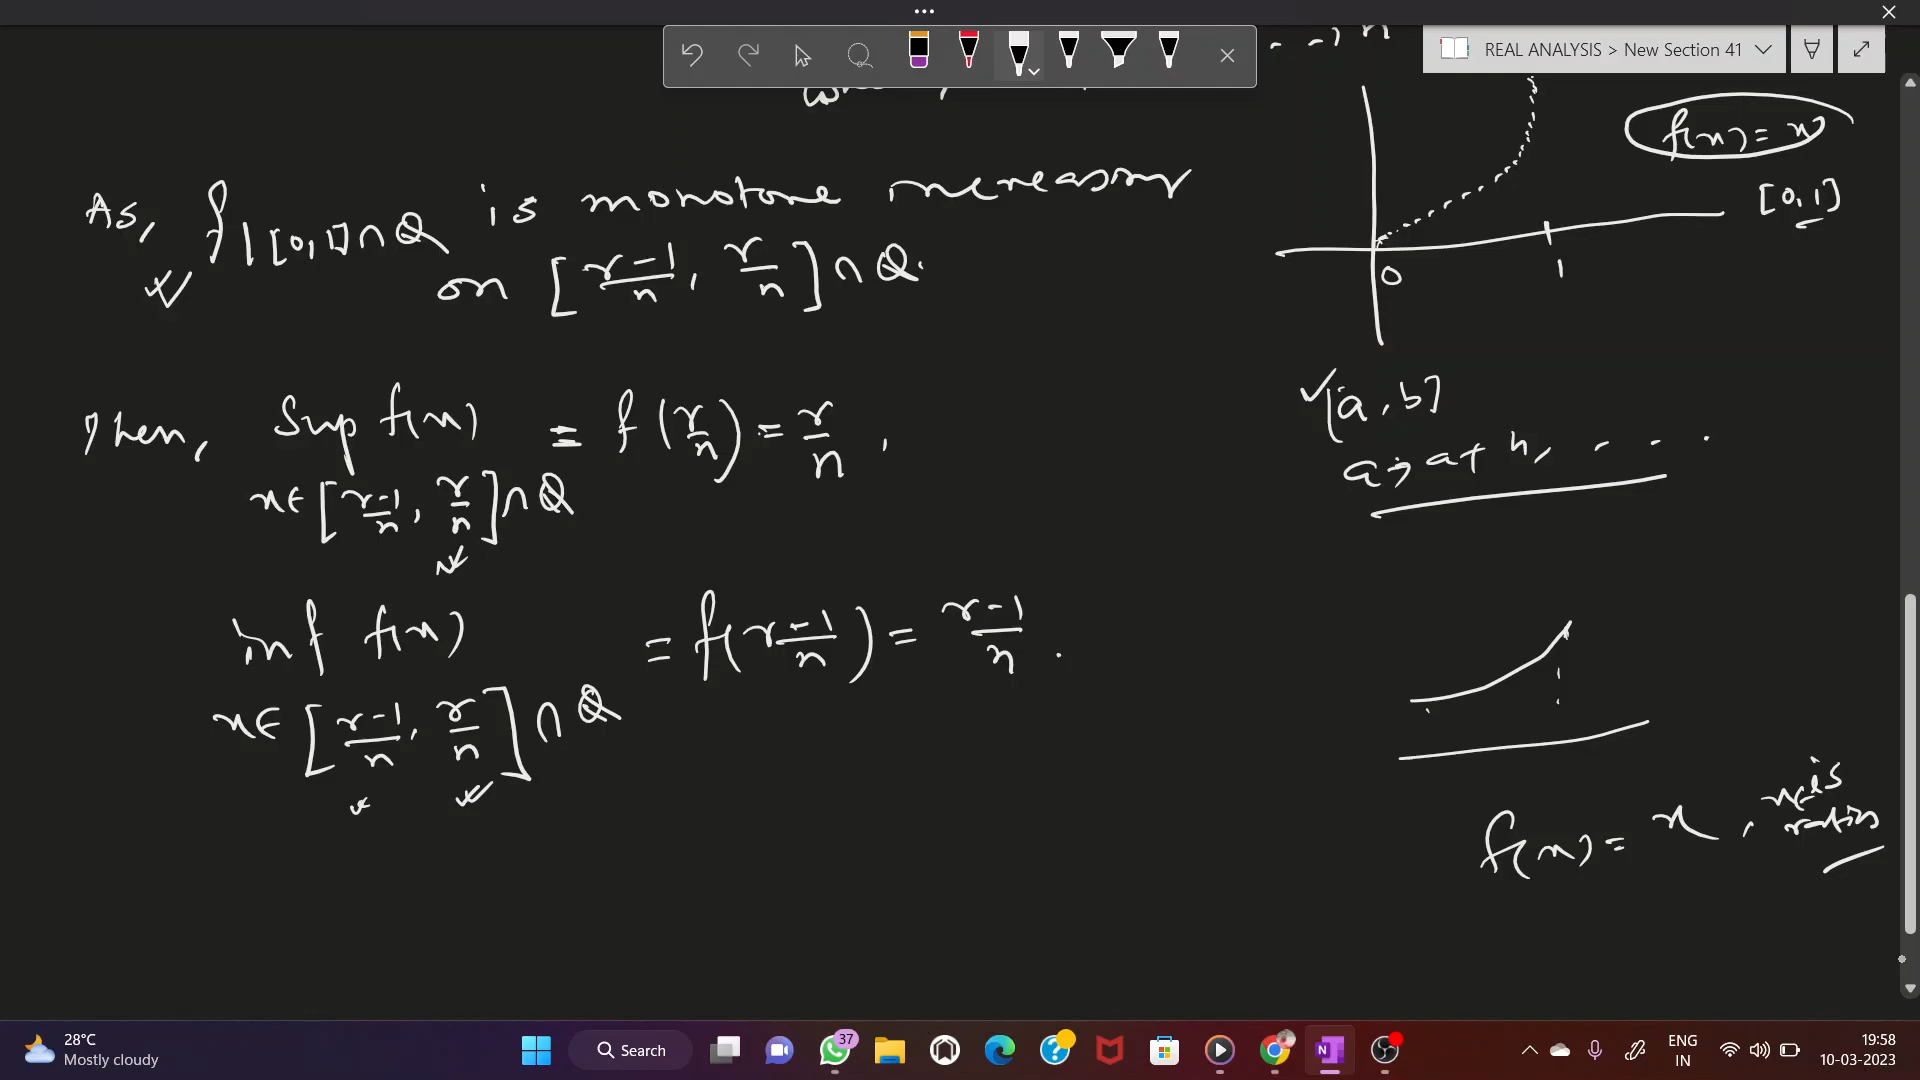 REAL ANALYSIS > New Section 41
f(x) = x
[0,1]
As, f|[0,1]∩Q is monotone increasing
on [r-1/n, r/n]∩Q.
0 1
Then, Sup f(x) = f(r/n) = r/n,
x∈[r-1/n, r/n]∩Q
[a, b]
a, a+h, . . .
inf f(x) = f(r-1/n) = r-1/n.
x∈[r-1/n, r/n]∩Q
f(x) = x, x is
28°C
Mostly cloudy
Search
37
ENG
IN
19:58
10-03-2023